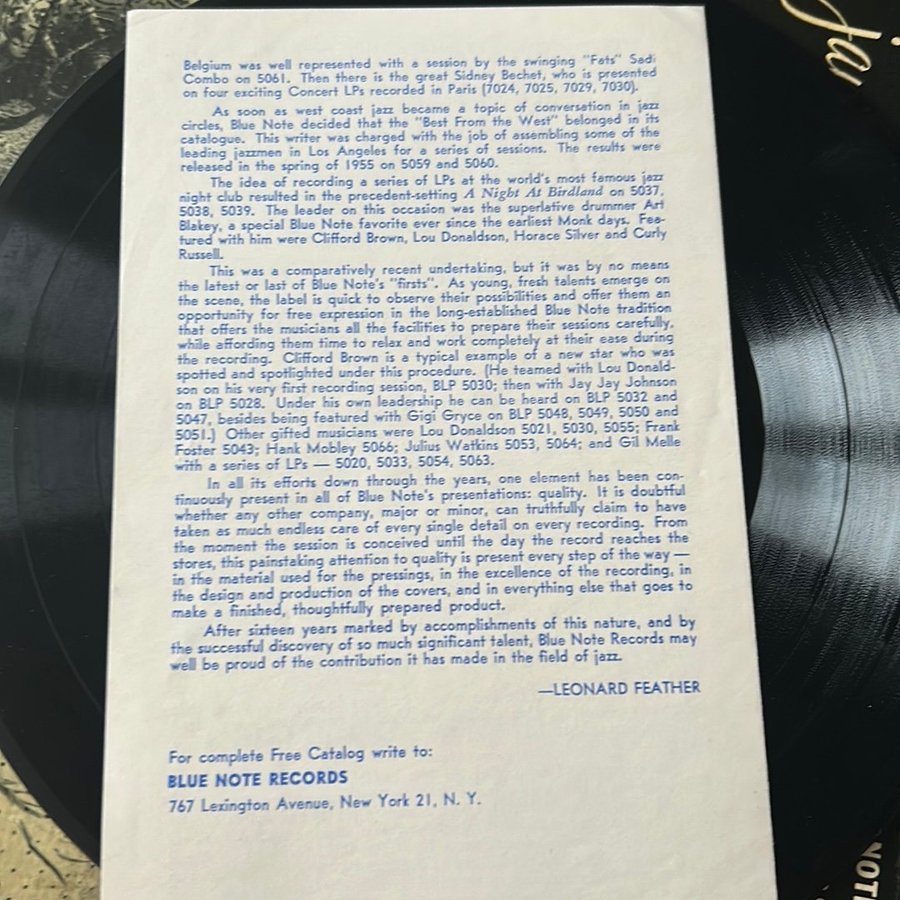 Belgium was well represented with a session by the swinging "Fats" Sadi
Combo on 5061. Then there is the great Sidney Bechet, who is presented
on four exciting Concert LPs recorded in Paris (7024, 7025, 7029, 7030).
As soon as west coast jazz became a topic of conversation in jazz
circles, Blue Note decided that the "Best From the West" belonged in its
catalogue. This writer was charged with the job of assembling some of the
leading jazzmen in Los Angeles for a series of sessions. The results were
released in the spring of 1955 on 5059 and 5060.
The idea of recording a series of LPs at the world's most famous jazz
night club resulted in the precedent-setting A Night At Birdland on 5037,
5038, 5039. The leader on this occasion was the superlative drummer Art
Blakey, a special Blue Note favorite ever since the earliest Monk days. Fea-
tured with him were Clifford Brown, Lou Donaldson, Horace Silver and Curly
Russell.
This was a comparatively recent undertaking, but it was by no means
the latest or last of Blue Note's "firsts". As young, fresh talents emerge on
the scene, the label is quick to observe their possibilities and offer them an
opportunity for free expression in the long-established Blue Note tradition
that offers the musicians all the facilities to prepare their sessions carefully,
while affording them time to relax and work completely at their ease during
the recording. Clifford Brown is a typical example of a new star who was
spotted and spotlighted under this procedure. (He teamed with Lou Donald-
son on his very first recording session, BLP 5030; then with Jay Jay Johnson
on BLP 5028. Under his own leadership he can be heard on BLP 5032 and
5047, besides being featured with Gigi Gryce on BLP 5048, 5049, 5050 and
5051.) Other gifted musicians were Lou Donaldson 5021, 5030, 5055; Frank
Foster 5043; Hank Mobley 5066; Julius Watkins 5053, 5064; and Gil Melle
with a series of LPs — 5020, 5033, 5054, 5063.
In all its efforts down through the years, one element has been con-
tinuously present in all of Blue Note's presentations: quality. It is doubtful
whether any other company, major or minor, can truthfully claim to have
taken as much endless care of every single detail on every recording. From
the moment the session is conceived until the day the record reaches the
stores, this painstaking attention to quality is present every step of the way —
in the material used for the pressings, in the excellence of the recording, in
the design and production of the covers, and in everything else that goes to
make a finished, thoughtfully prepared product.
After sixteen years marked by accomplishments of this nature, and by
the successful discovery of so much significant talent, Blue Note Records may
well be proud of the contribution it has made in the field of jazz.
—LEONARD FEATHER
For complete Free Catalog write to:
BLUE NOTE RECORDS
767 Lexington Avenue, New York 21, N. Y.